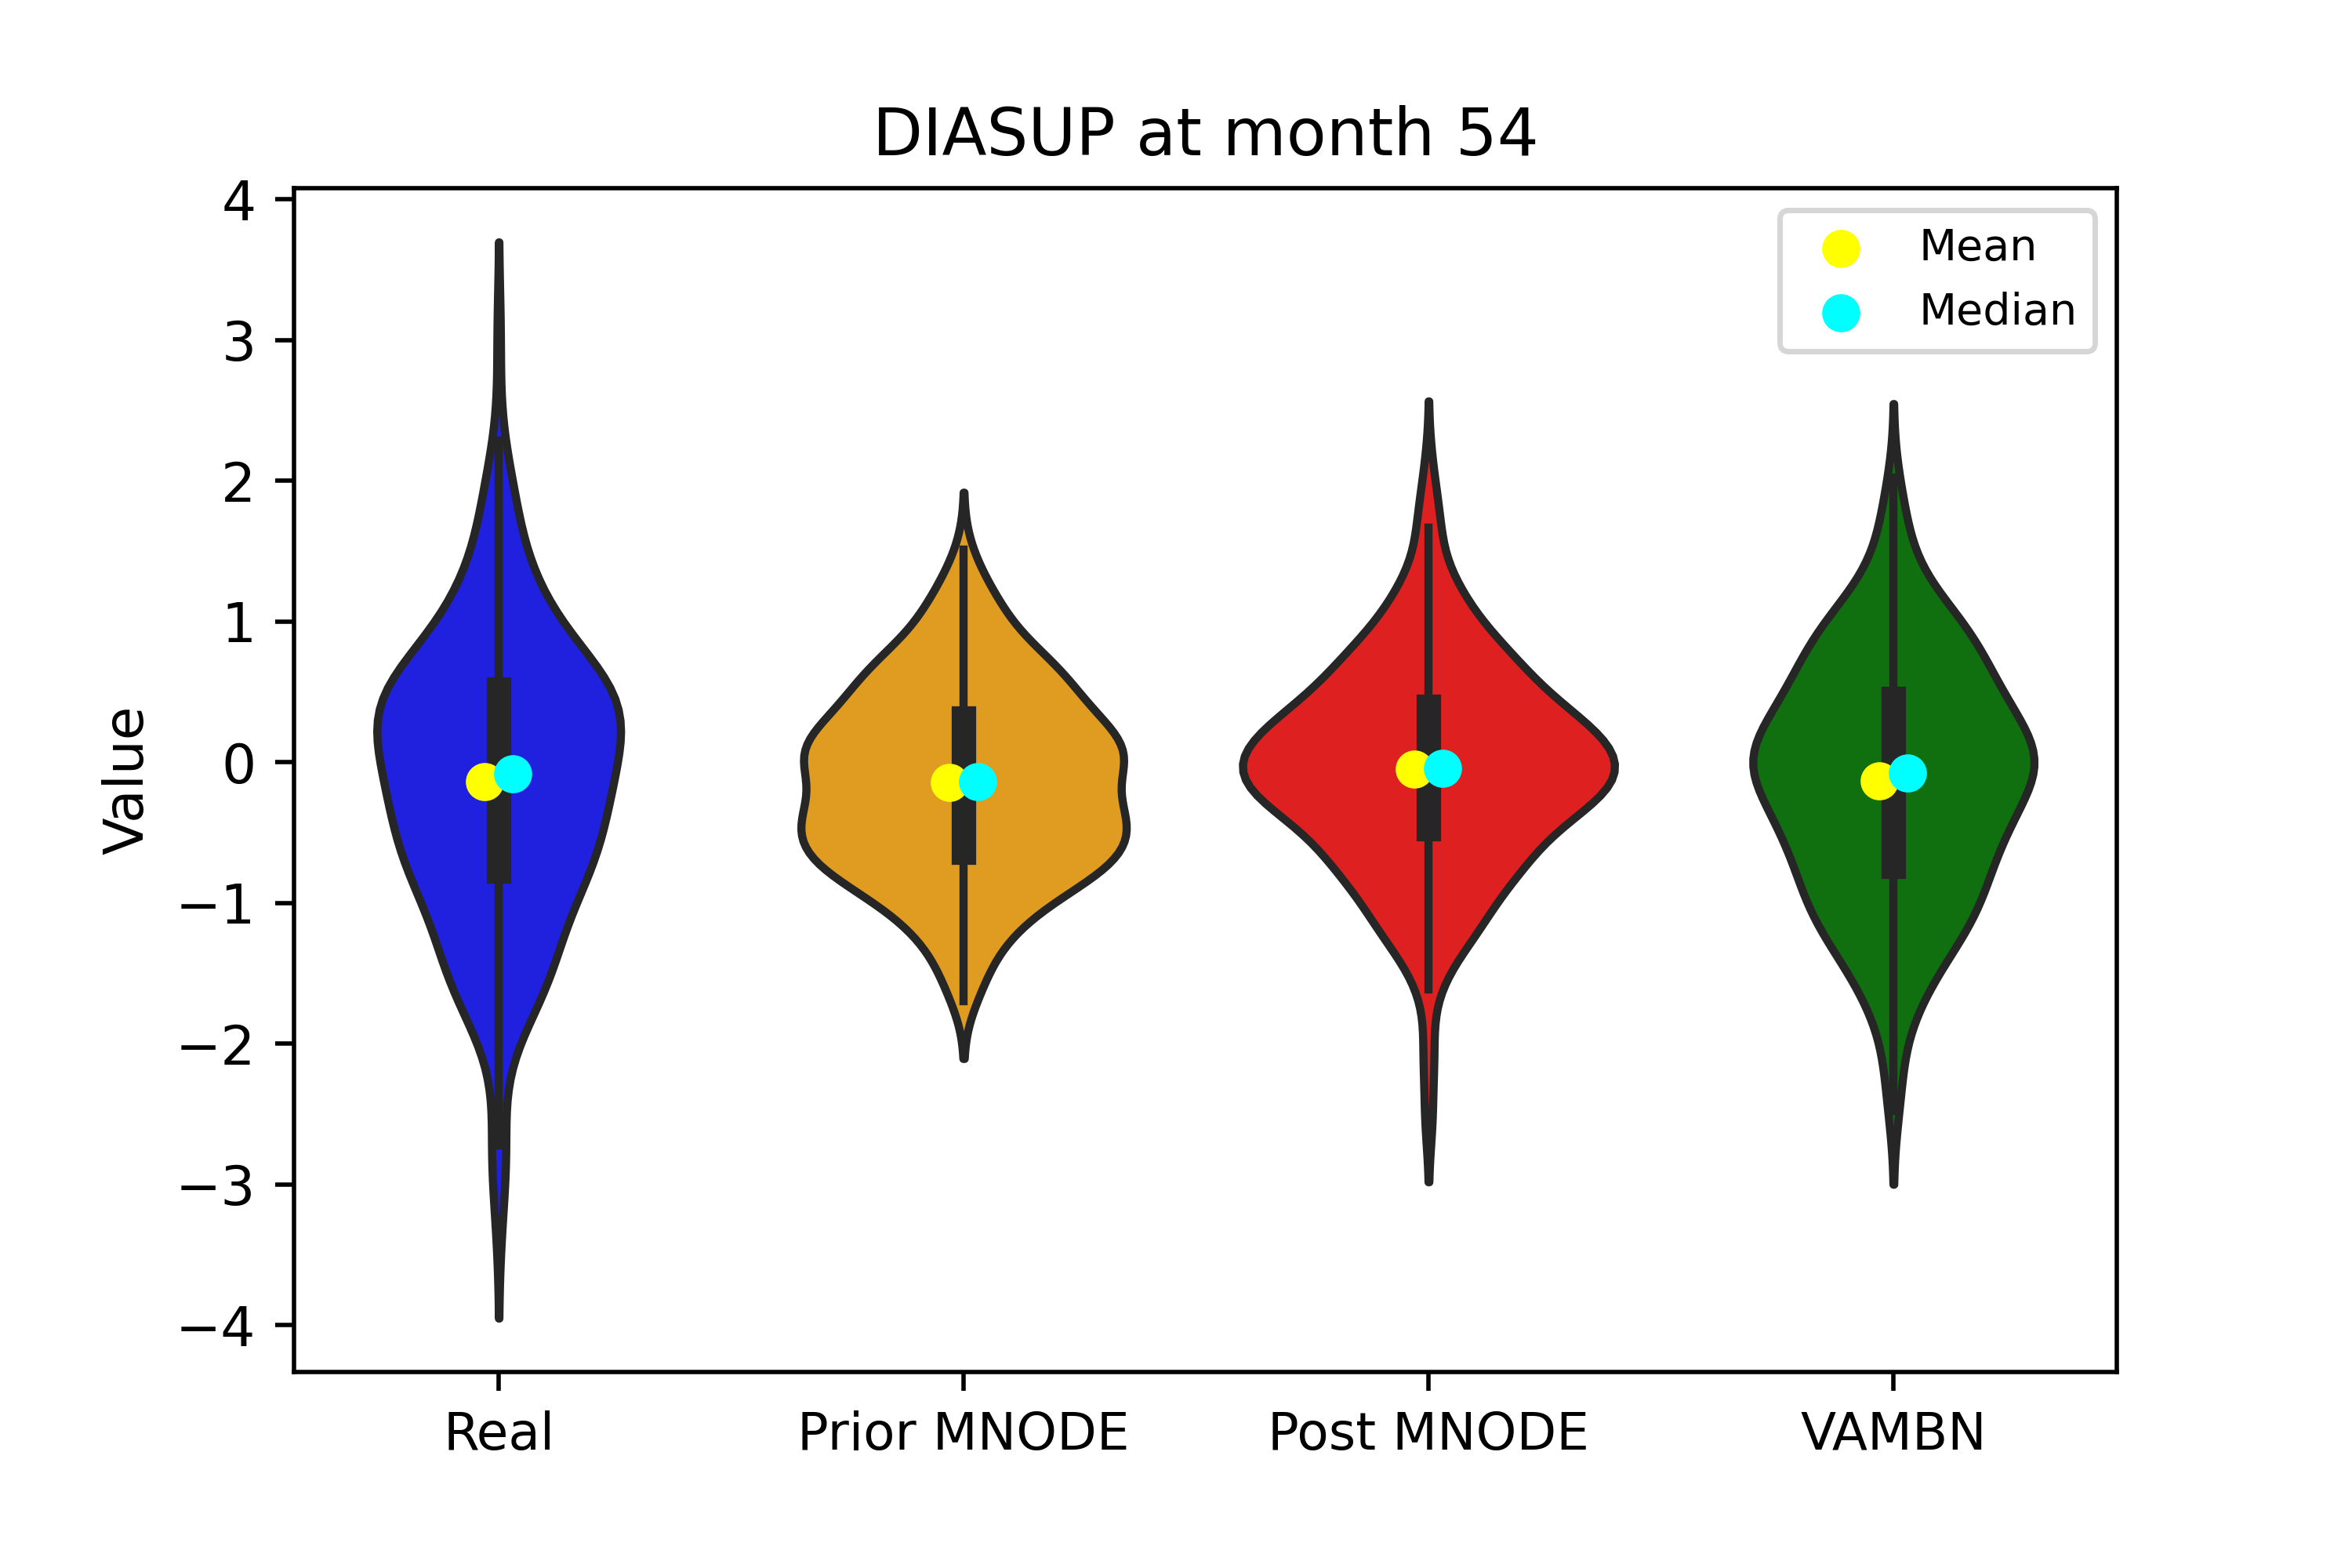 DIASUP at month 54
Mean
Median
4
3
2
1
0
−1
−2
−3
−4
Value
Real
Prior MNODE
Post MNODE
VAMBN